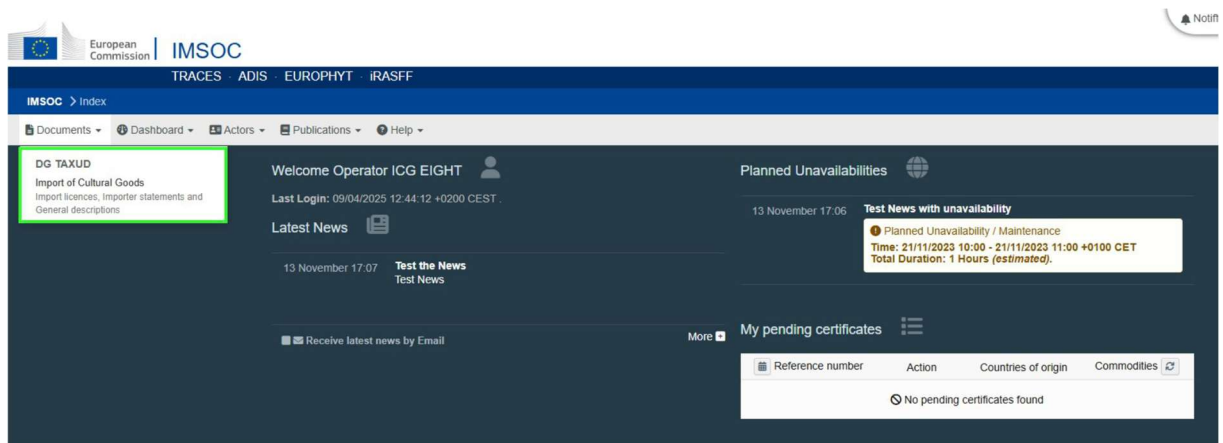 Notifi
European
Commission
IMSOC
TRACES · ADIS · EUROPHYT · iRASFF
IMSOC > Index
Documents
Dashboard
Actors
Publications
Help
DG TAXUD
Import of Cultural Goods
Import licences, Importer statements and
General descriptions
Welcome Operator ICG EIGHT
Last Login: 09/04/2025 12:44:12 +0200 CEST .
Latest News
13 November 17:07 Test the News
Test News
Receive latest news by Email
More
Planned Unavailabilities
13 November 17:06 Test News with unavailability
Planned Unavailability / Maintenance
Time: 21/11/2023 10:00 - 21/11/2023 11:00 +0100 CET
Total Duration: 1 Hours (estimated).
My pending certificates
Reference number Action Countries of origin Commodities
No pending certificates found